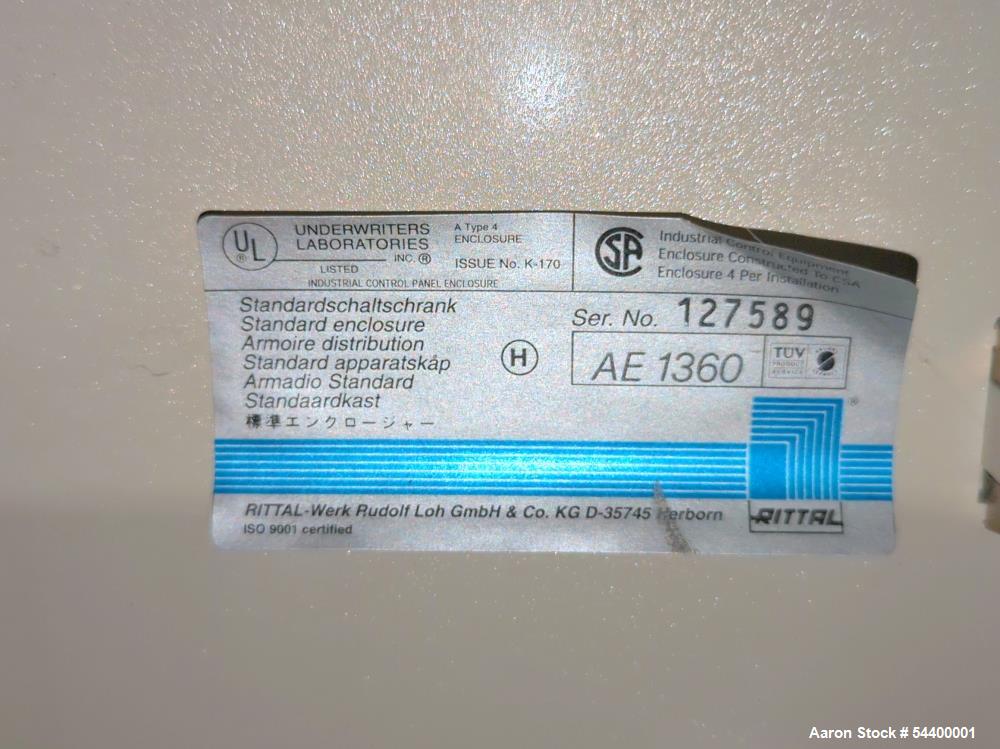 UL ®
UNDERWRITERS
LABORATORIES
INC. ®
LISTED
A Type 4
ENCLOSURE
ISSUE No. K-170
INDUSTRIAL CONTROL PANEL ENCLOSURE
SA
Industrial Control Equipment
Enclosure Constructed To CSA
Enclosure 4 Per Installation
Standardschaltschrank
Standard enclosure
Armoire distribution
Standard apparatskåp
Armadio Standard
Standaardkast
標準エンクロージャー
H
Ser. No. 127589
AE 1360
TÜV
PRODUCT
SERVICE
®
RITTAL-Werk Rudolf Loh GmbH & Co. KG D-35745 Herborn
ISO 9001 certified
RITTAL
Aaron Stock # 54400001